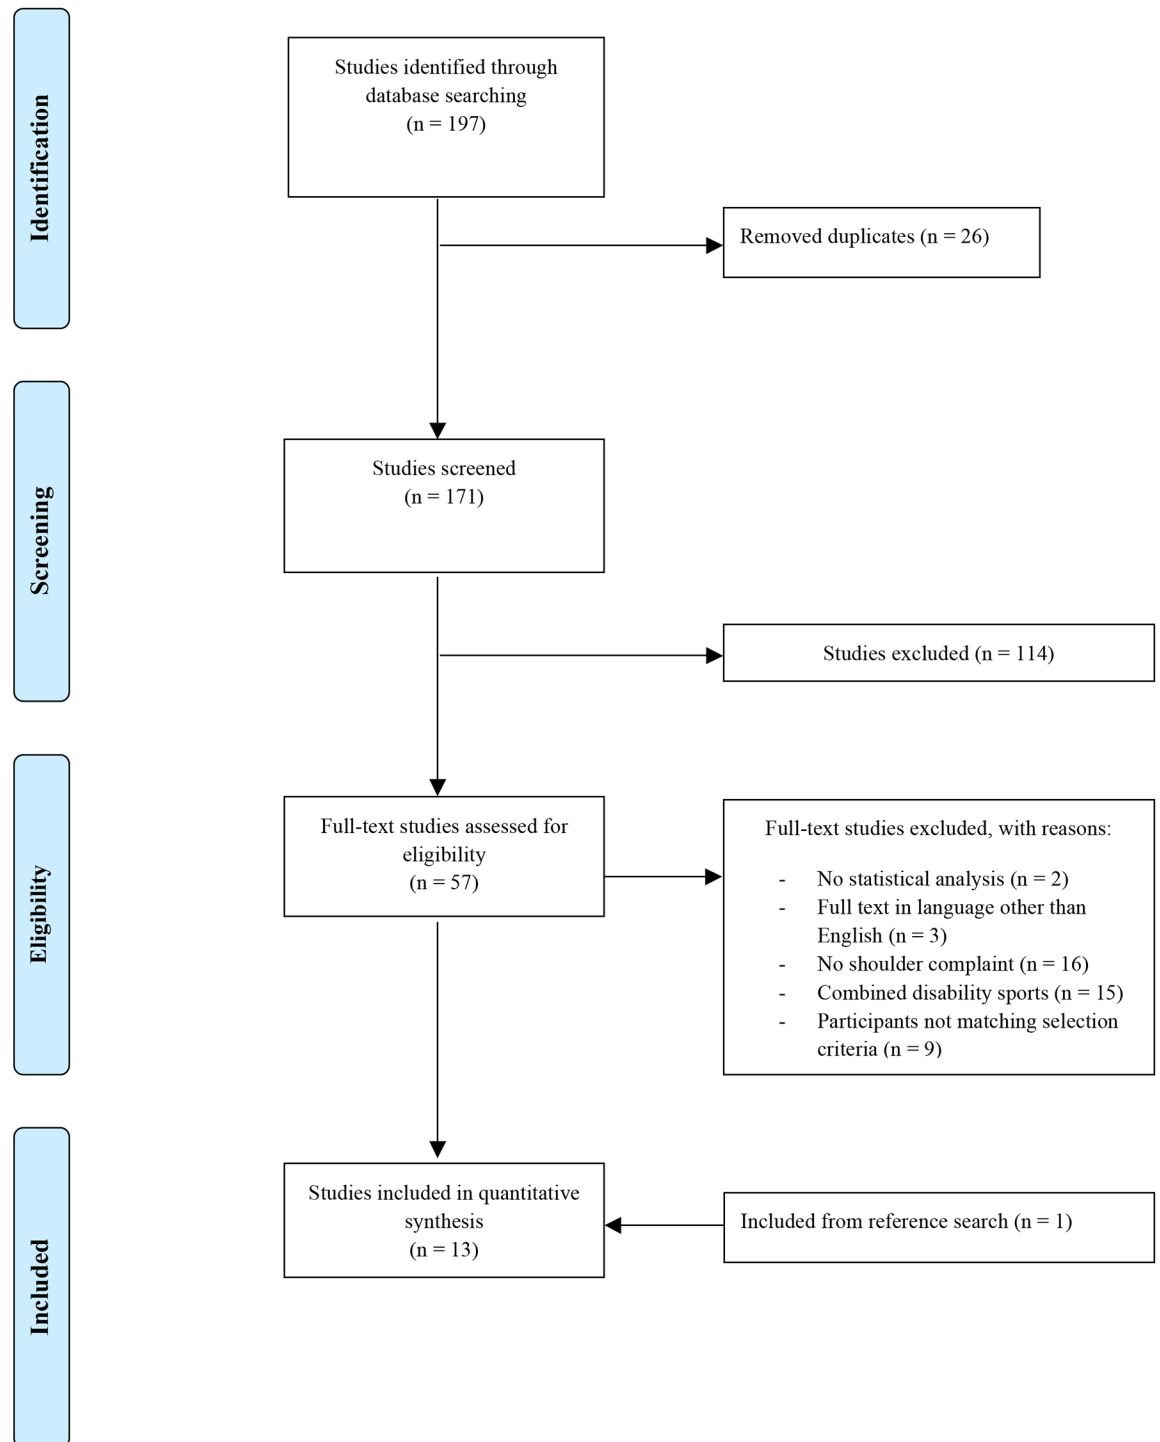 Identification
Studies identified through
database searching
(n = 197)
Removed duplicates (n = 26)
Screening
Studies screened
(n = 171)
Studies excluded (n = 114)
Eligibility
Full-text studies assessed for
eligibility
(n = 57)
Full-text studies excluded, with reasons:
- No statistical analysis (n = 2)
- Full text in language other than
English (n = 3)
- No shoulder complaint (n = 16)
- Combined disability sports (n = 15)
- Participants not matching selection
criteria (n = 9)
Included
Studies included in quantitative
synthesis
(n = 13)
Included from reference search (n = 1)